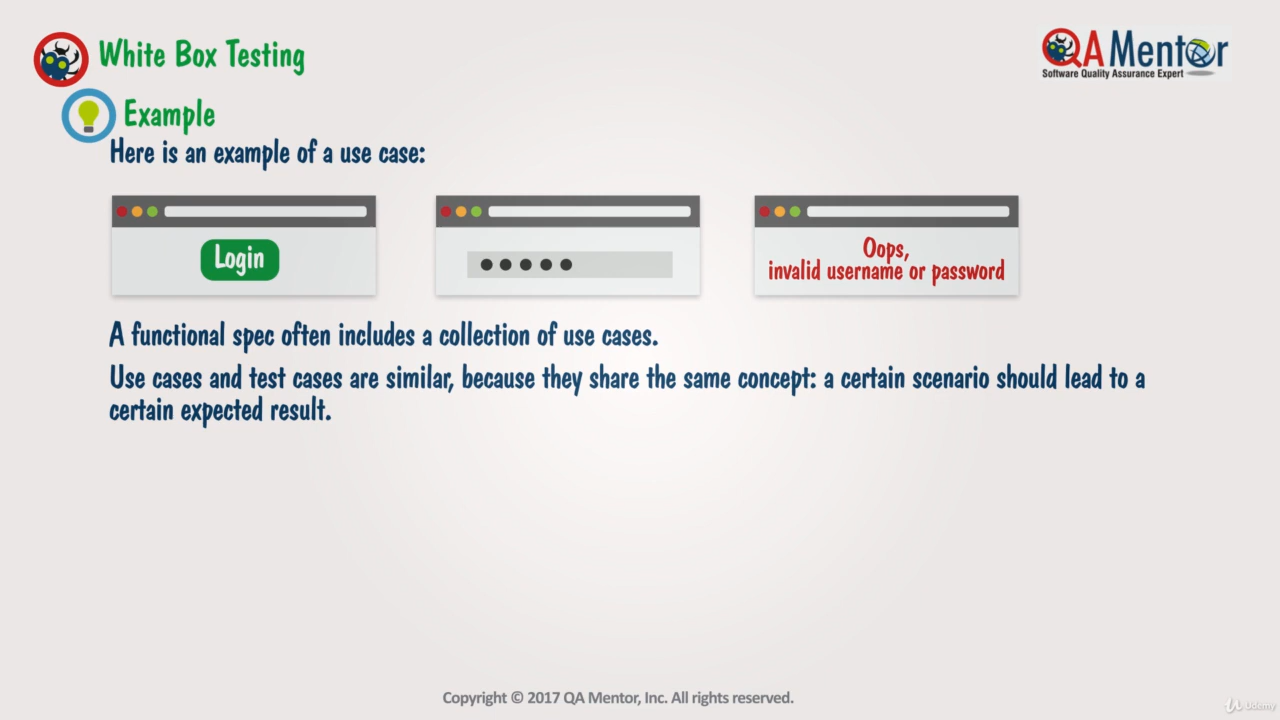 White Box Testing
QA Mentor
Software Quality Assurance Expert
Example
Here is an example of a use case:
Login
Oops,
invalid username or password
A functional spec often includes a collection of use cases.
Use cases and test cases are similar, because they share the same concept: a certain scenario should lead to a
certain expected result.
Copyright © 2017 QA Mentor, Inc. All rights reserved.
Udemy